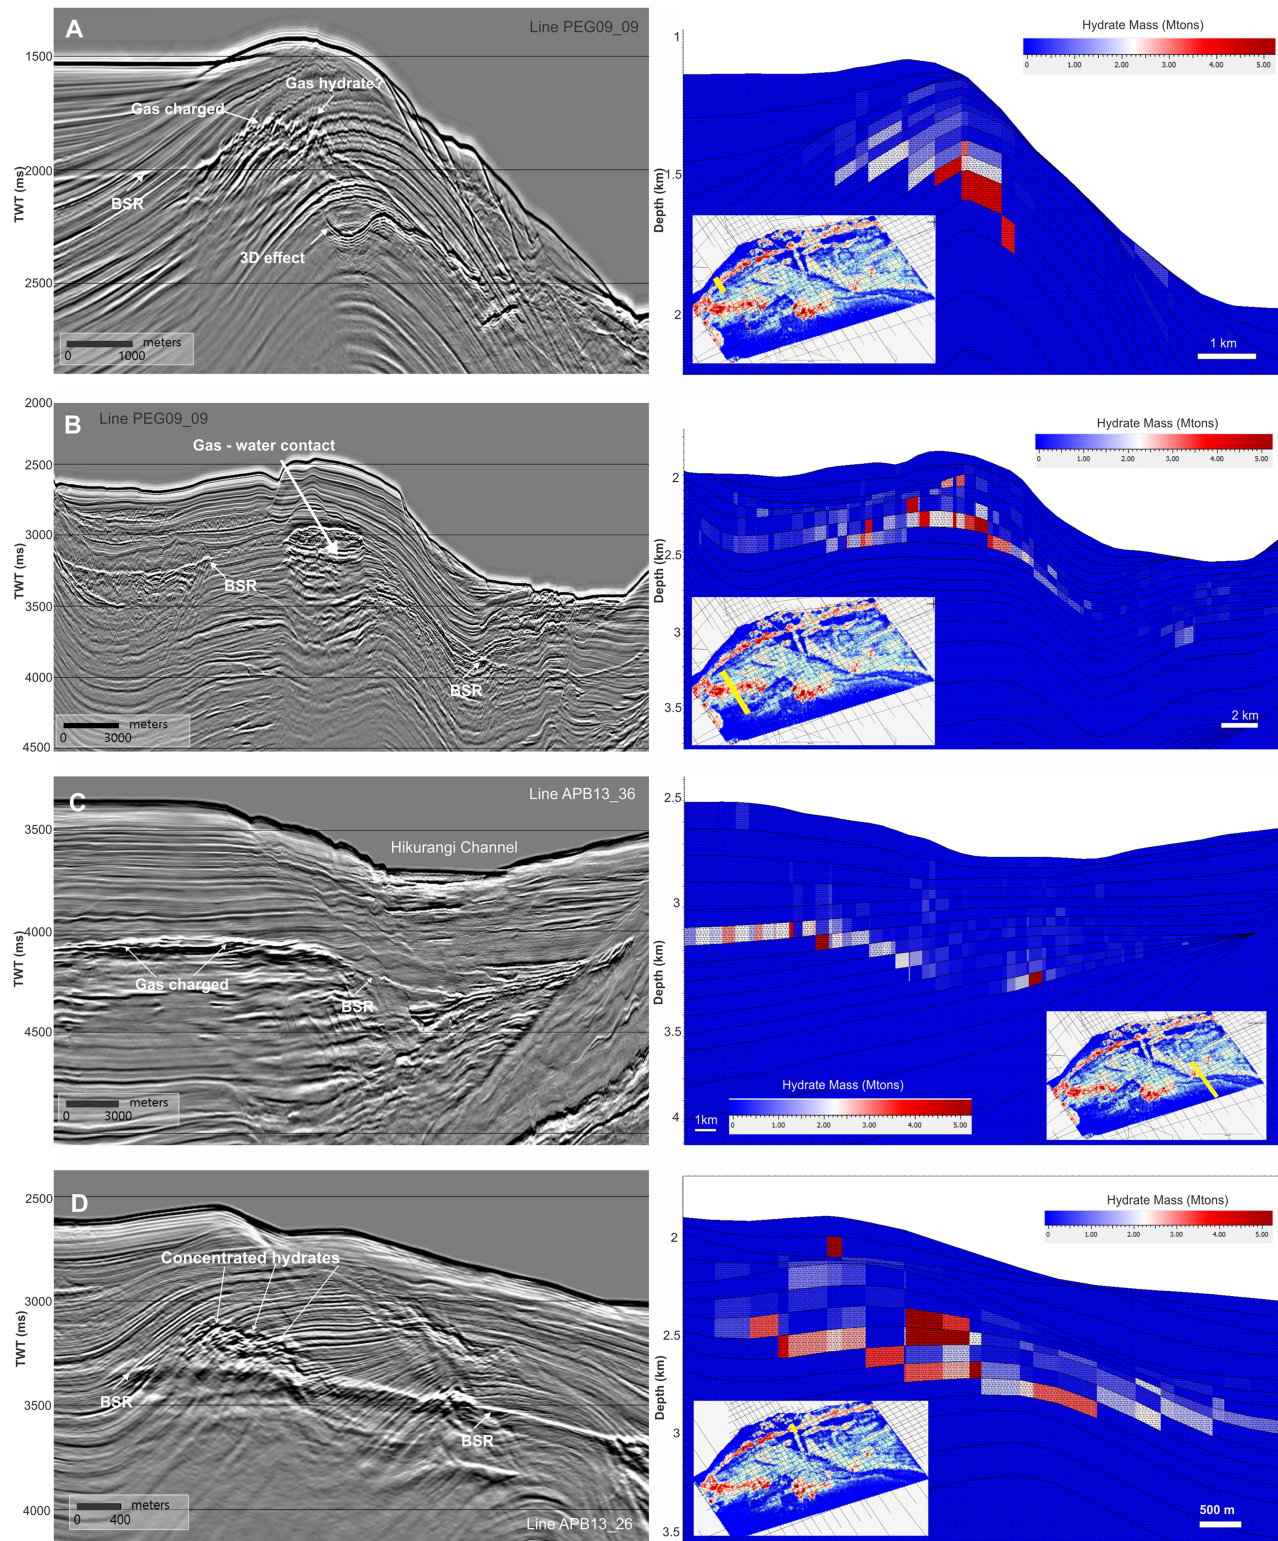 A
Line PEG09_09
1500
2000
2500
TWT (ms)
Gas hydrate?
Gas charged
BSR
3D effect
meters
0 1000
Hydrate Mass (Mtons)
0 1.00 2.00 3.00 4.00 5.00
1
1.5
2
Depth (km)
1 km
B
Line PEG09_09
2000
2500
3000
3500
4000
4500
TWT (ms)
Gas - water contact
BSR
BSR
meters
0 3000
Hydrate Mass (Mtons)
0 1.00 2.00 3.00 4.00 5.00
2
2.5
3
3.5
Depth (km)
2 km
C
Line APB13_36
3500
4000
4500
TWT (ms)
Hikurangi Channel
Gas charged
BSR
meters
0 3000
2.5
3
3.5
4
Depth (km)
Hydrate Mass (Mtons)
0 1.00 2.00 3.00 4.00 5.00
1km
D
2500
3000
3500
4000
TWT (ms)
Concentrated hydrates
BSR
BSR
meters
0 400
Line APB13_26
Hydrate Mass (Mtons)
0 1.00 2.00 3.00 4.00 5.00
2
2.5
3
3.5
Depth (km)
500 m